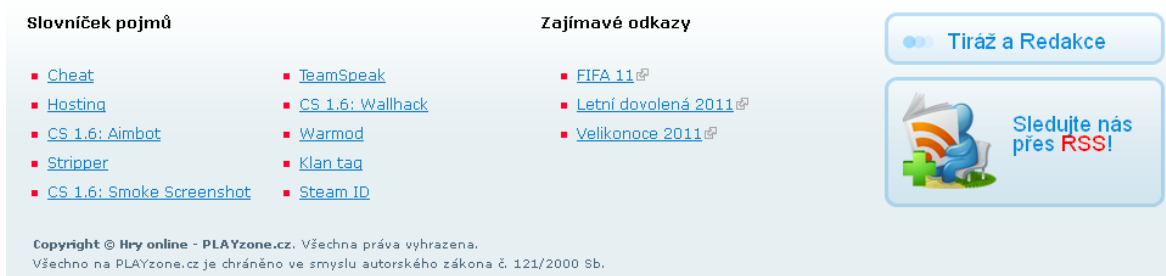 Slovníček pojmů
Cheat
Hosting
CS 1.6: Aimbot
Stripper
CS 1.6: Smoke Screenshot
TeamSpeak
CS 1.6: Wallhack
Warmod
Klan tag
Steam ID
Zajímavé odkazy
FIFA 11
Letní dovolená 2011
Velikonoce 2011
Tiráž a Redakce
Sledujte nás
přes RSS!
Copyright © Hry online - PLAYzone.cz. Všechna práva vyhrazena.
Všechno na PLAYzone.cz je chráněno ve smyslu autorského zákona č. 121/2000 Sb.